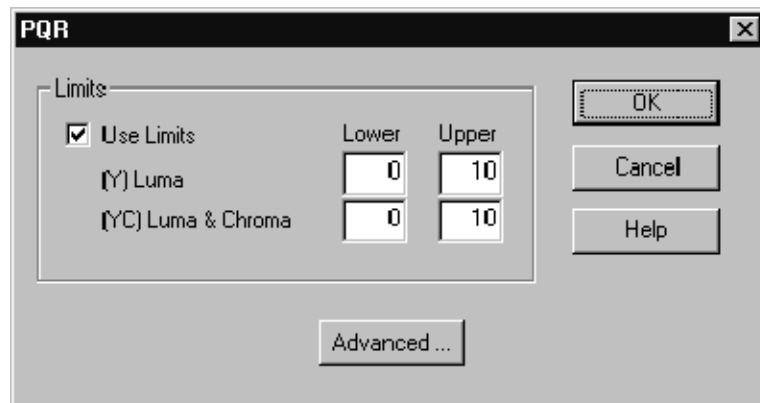 PQR
Limits
Use Limits Lower Upper
(Y) Luma 0 10
(YC) Luma & Chroma 0 10
OK
Cancel
Help
Advanced ...